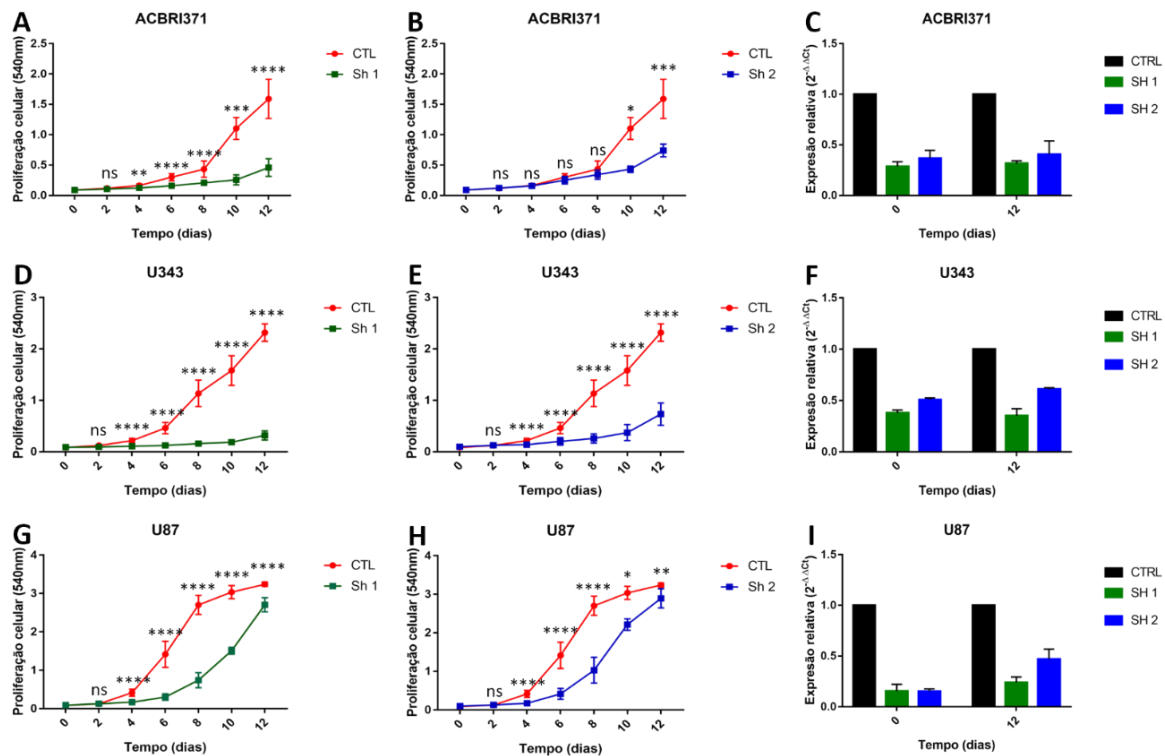 A
ACBRI371
Proliferação celular (540nm)
2.5
2.0
1.5
1.0
0.5
0.0
ns
**
****
****
***
****
CTL
Sh 1
0
2
4
6
8
10
12
Tempo (dias)
B
ACBRI371
Proliferação celular (540nm)
2.5
2.0
1.5
1.0
0.5
0.0
ns
ns
ns
ns
*
***
CTL
Sh 2
0
2
4
6
8
10
12
Tempo (dias)
C
ACBRI371
Expresão relativa (2^-Δ ΔCt)
1.5
1.0
0.5
0.0
CTRL
SH 1
SH 2
0
12
Tempo (dias)
D
U343
Proliferação celular (540nm)
3
2
1
0
ns
****
****
****
****
****
CTL
Sh 1
0
2
4
6
8
10
12
Tempo (dias)
E
U343
Proliferação celular (540nm)
3
2
1
0
ns
****
****
****
****
****
CTL
Sh 2
0
2
4
6
8
10
12
Tempo (dias)
F
U343
Expresão relativa (2^-Δ ΔCt)
1.5
1.0
0.5
0.0
CTRL
SH 1
SH 2
0
12
Tempo (dias)
G
U87
Proliferação celular (540nm)
4
3
2
1
0
ns
****
****
****
****
****
CTL
Sh 1
0
2
4
6
8
10
12
Tempo (dias)
H
U87
Proliferação celular (540nm)
4
3
2
1
0
ns
****
****
****
*
**
CTL
Sh 2
0
2
4
6
8
10
12
Tempo (dias)
I
U87
Expresão relativa (2^-Δ ΔCt)
1.5
1.0
0.5
0.0
CTRL
SH 1
SH 2
0
12
Tempo (dias)